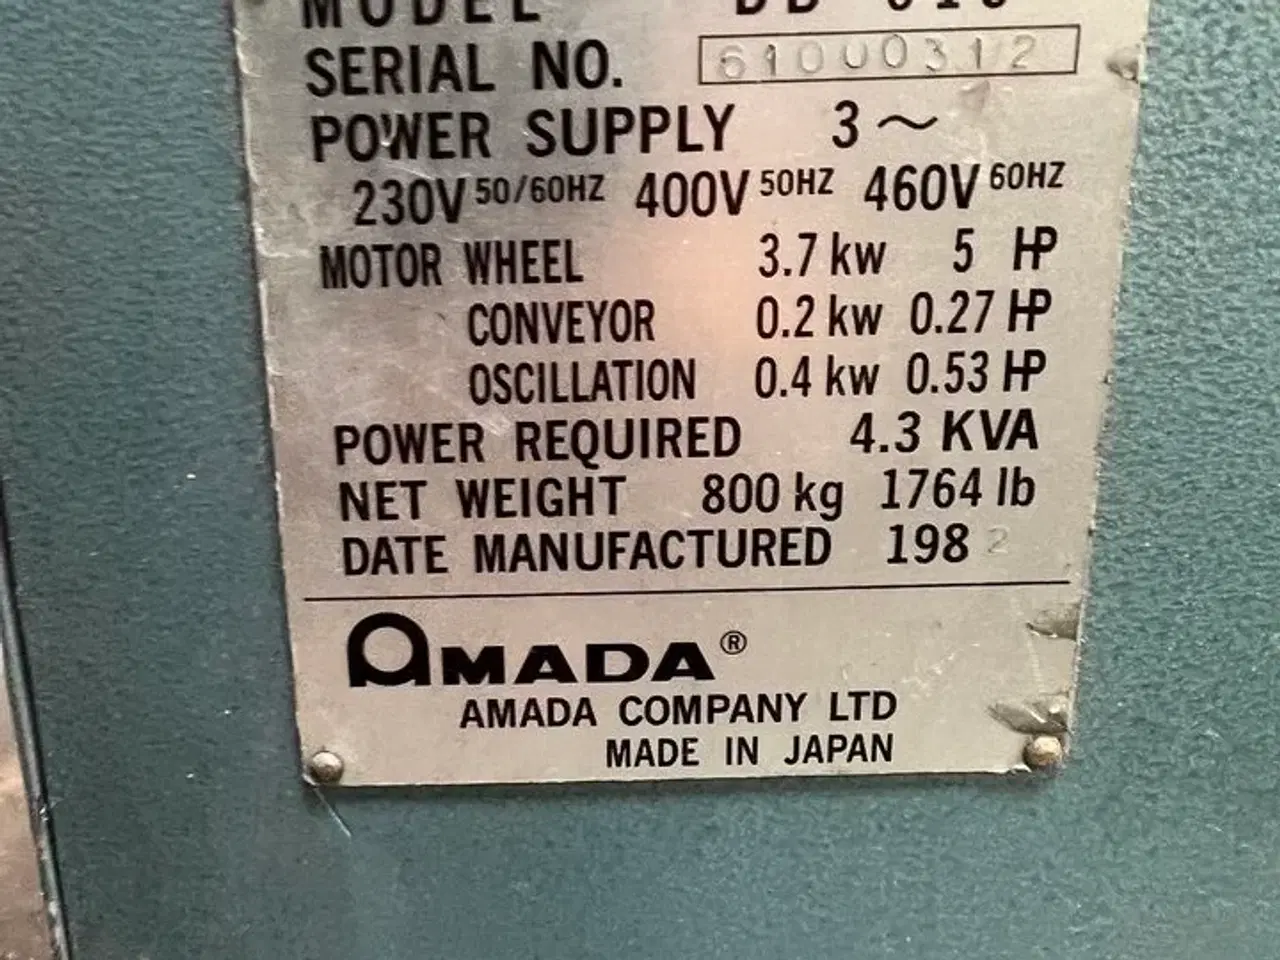 MODEL
SERIAL NO. 61000312
POWER SUPPLY 3~
230V 50/60HZ 400V 50HZ 460V 60HZ
MOTOR WHEEL 3.7 kw 5 HP
CONVEYOR 0.2 kw 0.27 HP
OSCILLATION 0.4 kw 0.53 HP
POWER REQUIRED 4.3 KVA
NET WEIGHT 800 kg 1764 lb
DATE MANUFACTURED 1982
AMADA®
AMADA COMPANY LTD
MADE IN JAPAN